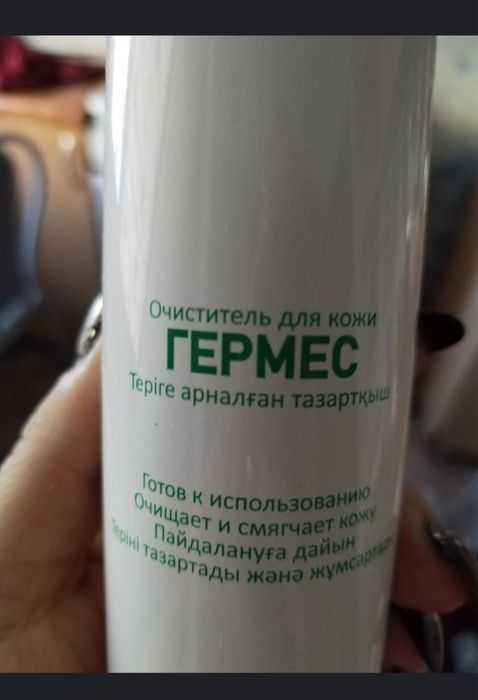 Очиститель для кожи
ГЕРМЕС
Теріге арналған тазартқыш
Готов к использованию
Очищает и смягчает кожу
Пайдалануға дайын
Теріні тазартады және жұмсартады